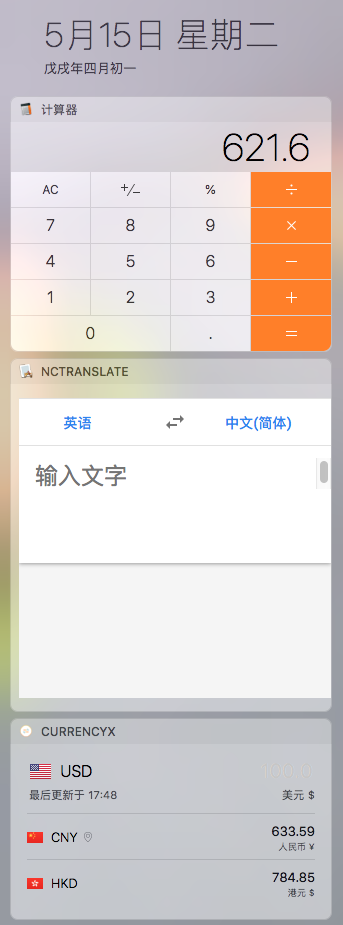 5月15日 星期二
戊戌年四月初一
计算器
621.6
AC +/− % ÷
7 8 9 ×
4 5 6 −
1 2 3 +
0 . =
NCTRANSLATE
英语 中文(简体)
输入文字
CURRENCYX
USD
最后更新于 17:48 美元 $
CNY 633.59
人民币 ¥
HKD 784.85
港元 $